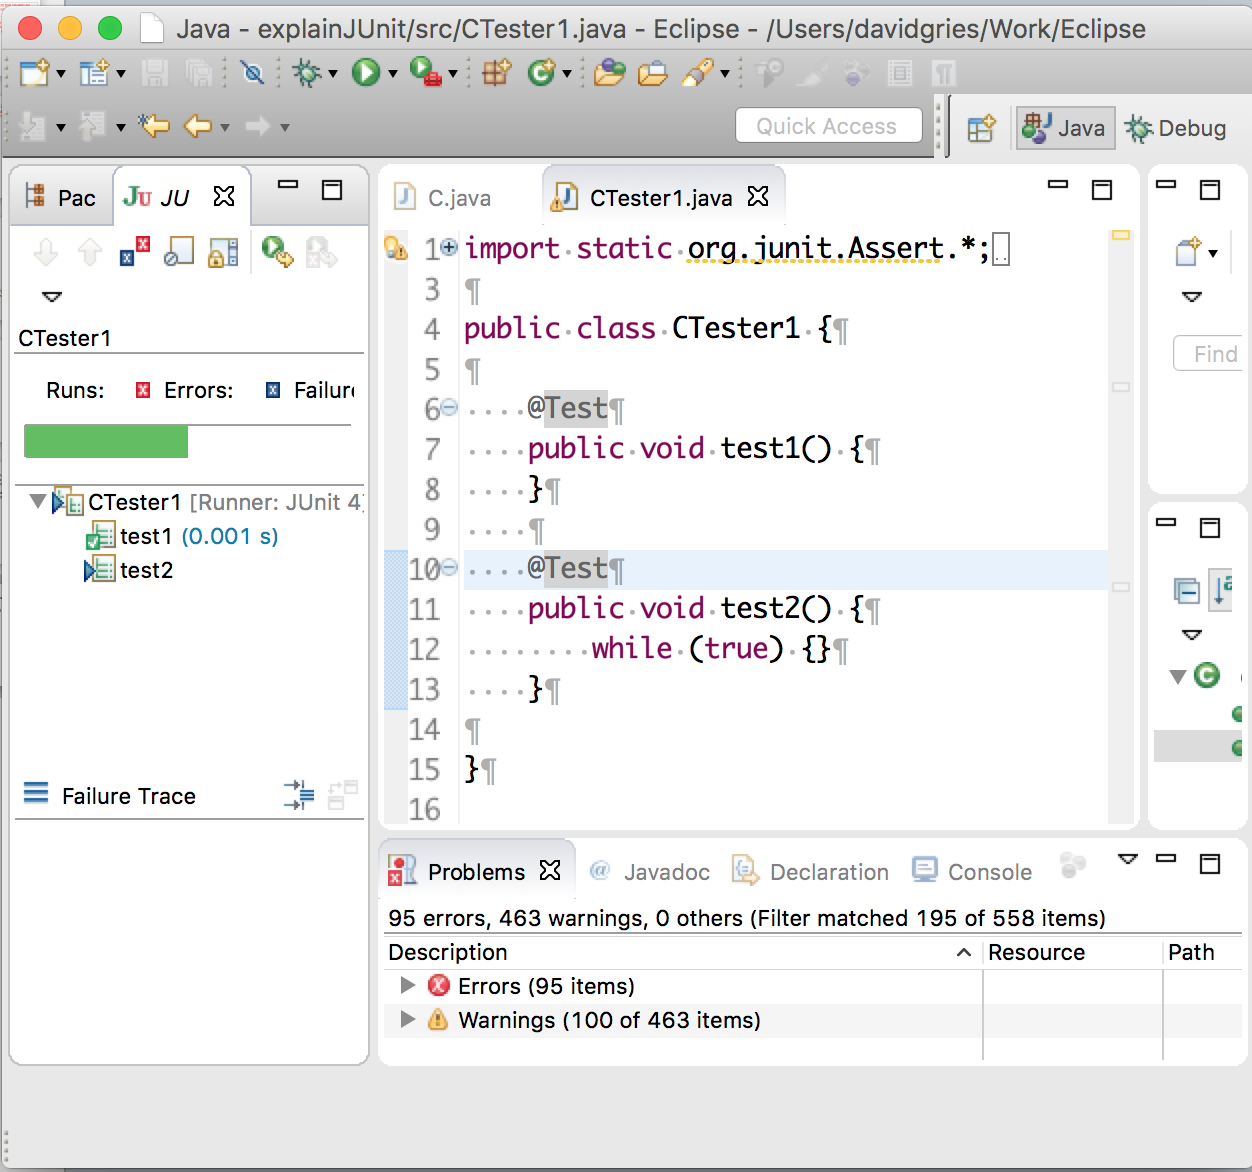 Java - explainJUnit/src/CTester1.java - Eclipse - /Users/davidgries/Work/Eclipse
Quick Access
Java
Debug
Pac
JU
C.java
CTester1.java
CTester1
Runs: Errors: Failure
CTester1 [Runner: JUnit 4]
test1 (0.001 s)
test2
Failure Trace
1 import static org.junit.Assert.*;
3
4 public class CTester1 {
5
6 @Test
7 public void test1() {
8 }
9
10 @Test
11 public void test2() {
12 while (true) {}
13 }
14
15 }
16
Find
Problems
Javadoc
Declaration
Console
95 errors, 463 warnings, 0 others (Filter matched 195 of 558 items)
Description Resource Path
Errors (95 items)
Warnings (100 of 463 items)